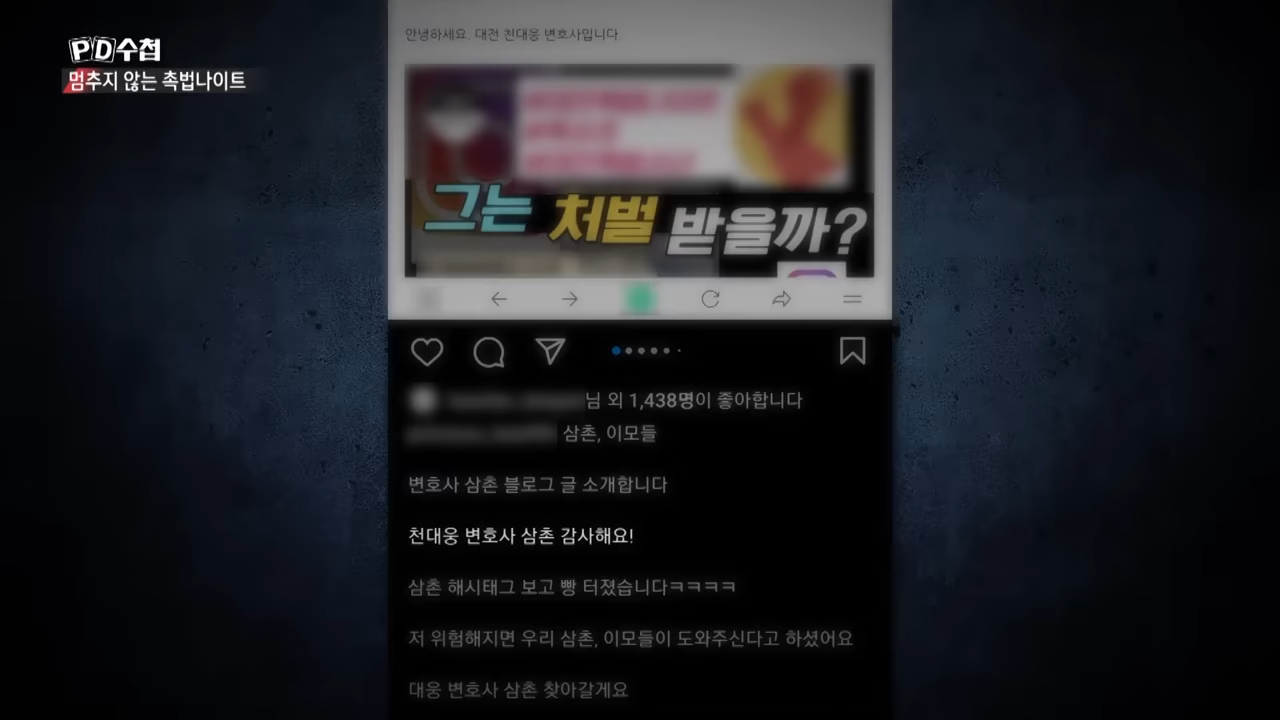 PD수첩
멈추지 않는 촉법나이트
안녕하세요. 대전 천대웅 변호사입니다.
그는 처벌 받을까?
님 외 1,438명이 좋아합니다
삼촌, 이모들
변호사 삼촌 블로그 글 소개합니다
천대웅 변호사 삼촌 감사해요!
삼촌 해시태그 보고 빵 터졌습니다ㅋㅋㅋㅋ
저 위험해지면 우리 삼촌, 이모들이 도와주신다고 하셨어요
대웅 변호사 삼촌 찾아갈게요